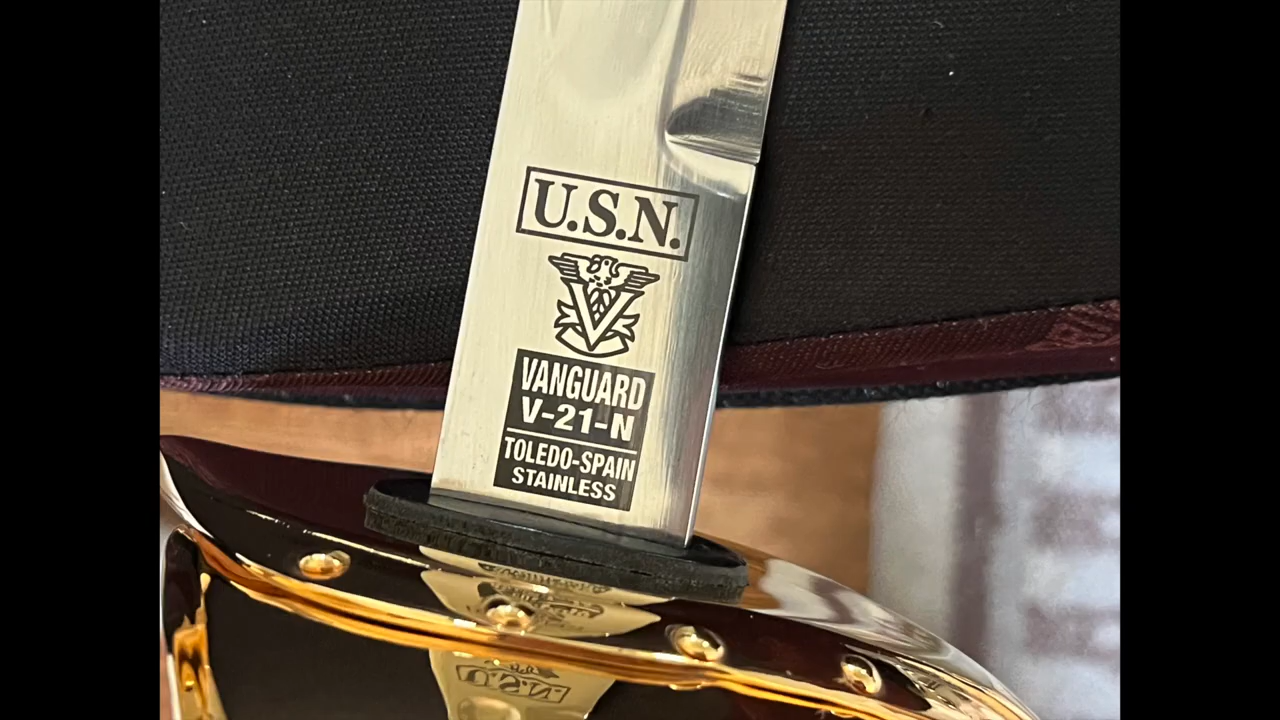 U.S.N.
V
VANGUARD
V-21-N
TOLEDO-SPAIN
STAINLESS